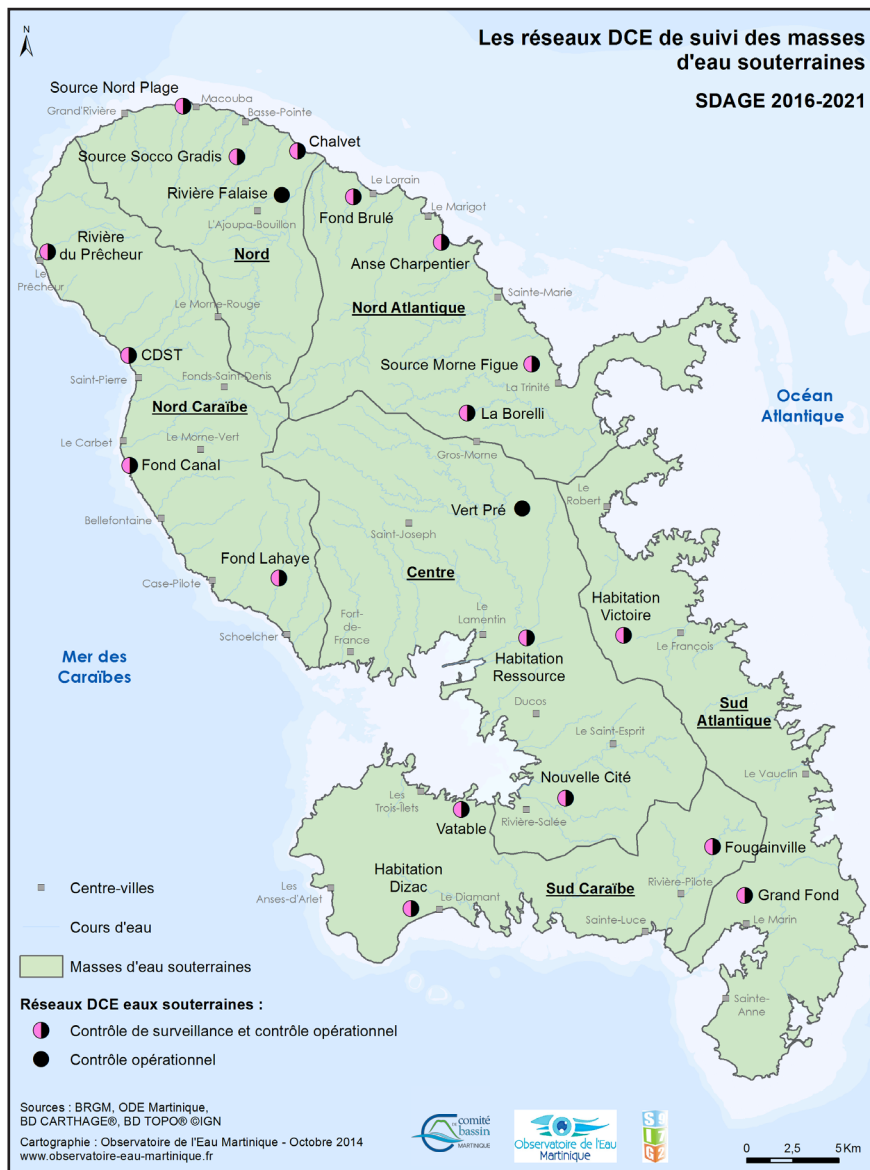 N
Les réseaux DCE de suivi des masses
d'eau souterraines
SDAGE 2016-2021
Source Nord Plage
Macouba
Grand'Rivière
Basse-Pointe
Chalvet
Source Socco Gradis
Rivière Falaise
L'Ajoupa-Bouillon
Fond Brulé
Le Lorrain
Le Marigot
Rivière
du Prêcheur
Le
Prêcheur
Nord
Anse Charpentier
Le Morne-Rouge
Nord Atlantique
Sainte-Marie
CDST
Source Morne Figue
Saint-Pierre
Fonds-Saint-Denis
La Trinité
Océan
Atlantique
Nord Caraïbe
La Borelli
Le Carbet
Le Morne-Vert
Gros-Morne
Fond Canal
Le
Robert
Bellefontaine
Saint-Joseph
Vert Pré
Fond Lahaye
Case-Pilote
Centre
Habitation
Victoire
Schoelcher
Fort-
de-
France
Le
Lamentin
Le François
Mer des
Caraïbes
Habitation
Ressource
Ducos
Sud
Atlantique
Le Saint-Esprit
Nouvelle Cité
Le Vauclin
Les
Trois-Ilets
Vatable
Rivière-Salée
Fougainville
Habitation
Dizac
Sud Caraïbe
Rivière-Pilote
Grand Fond
Les
Anses-d'Arlet
Le Diamant
Sainte-Luce
Le Marin
Sainte-
Anne
Centre-villes
Cours d'eau
Masses d'eau souterraines
Réseaux DCE eaux souterraines :
Contrôle de surveillance et contrôle opérationnel
Contrôle opérationnel
Sources : BRGM, ODE Martinique,
BD CARTHAGE®, BD TOPO® ©IGN
Cartographie : Observatoire de l'Eau Martinique - Octobre 2014
www.observatoire-eau-martinique.fr
comité
bassin
MARTINIQUE
Observatoire de l'Eau
Martinique
0 2,5 5 Km